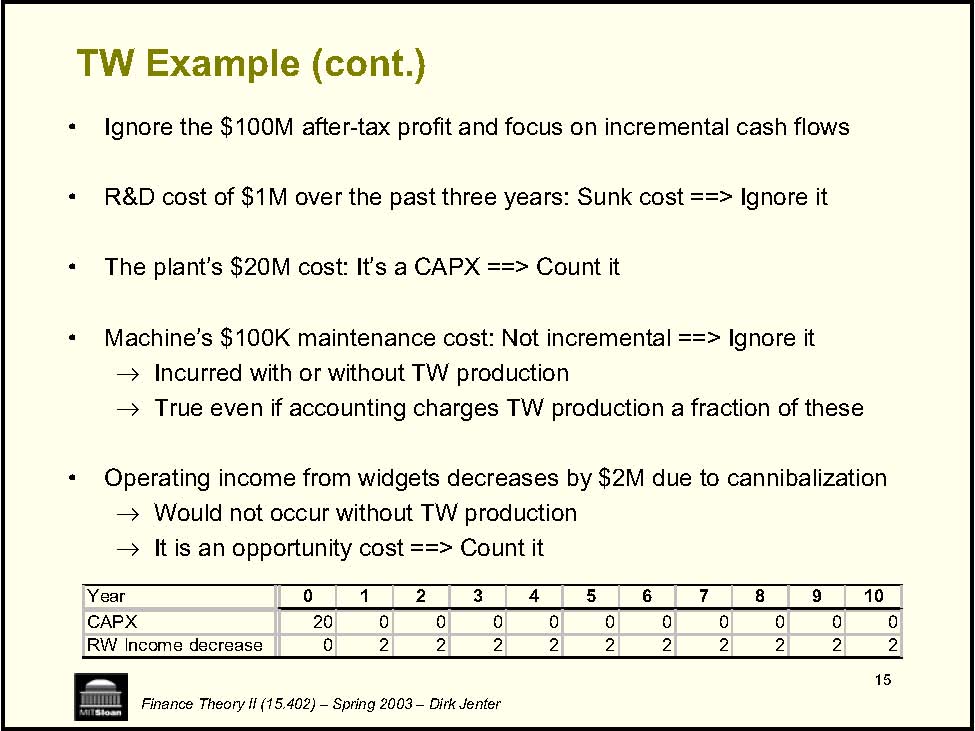 TW Example (cont.)
• Ignore the $100M after-tax profit and focus on incremental cash flows
• R&D cost of $1M over the past three years: Sunk cost ==> Ignore it
• The plant’s $20M cost: It’s a CAPX ==> Count it
• Machine’s $100K maintenance cost: Not incremental ==> Ignore it
→ Incurred with or without TW production
→ True even if accounting charges TW production a fraction of these
• Operating income from widgets decreases by $2M due to cannibalization
→ Would not occur without TW production
→ It is an opportunity cost ==> Count it
Year 0 1 2 3 4 5 6 7 8 9 10
CAPX 20 0 0 0 0 0 0 0 0 0 0
RW Income decrease 0 2 2 2 2 2 2 2 2 2 2
15
MITSloan
Finance Theory II (15.402) – Spring 2003 – Dirk Jenter